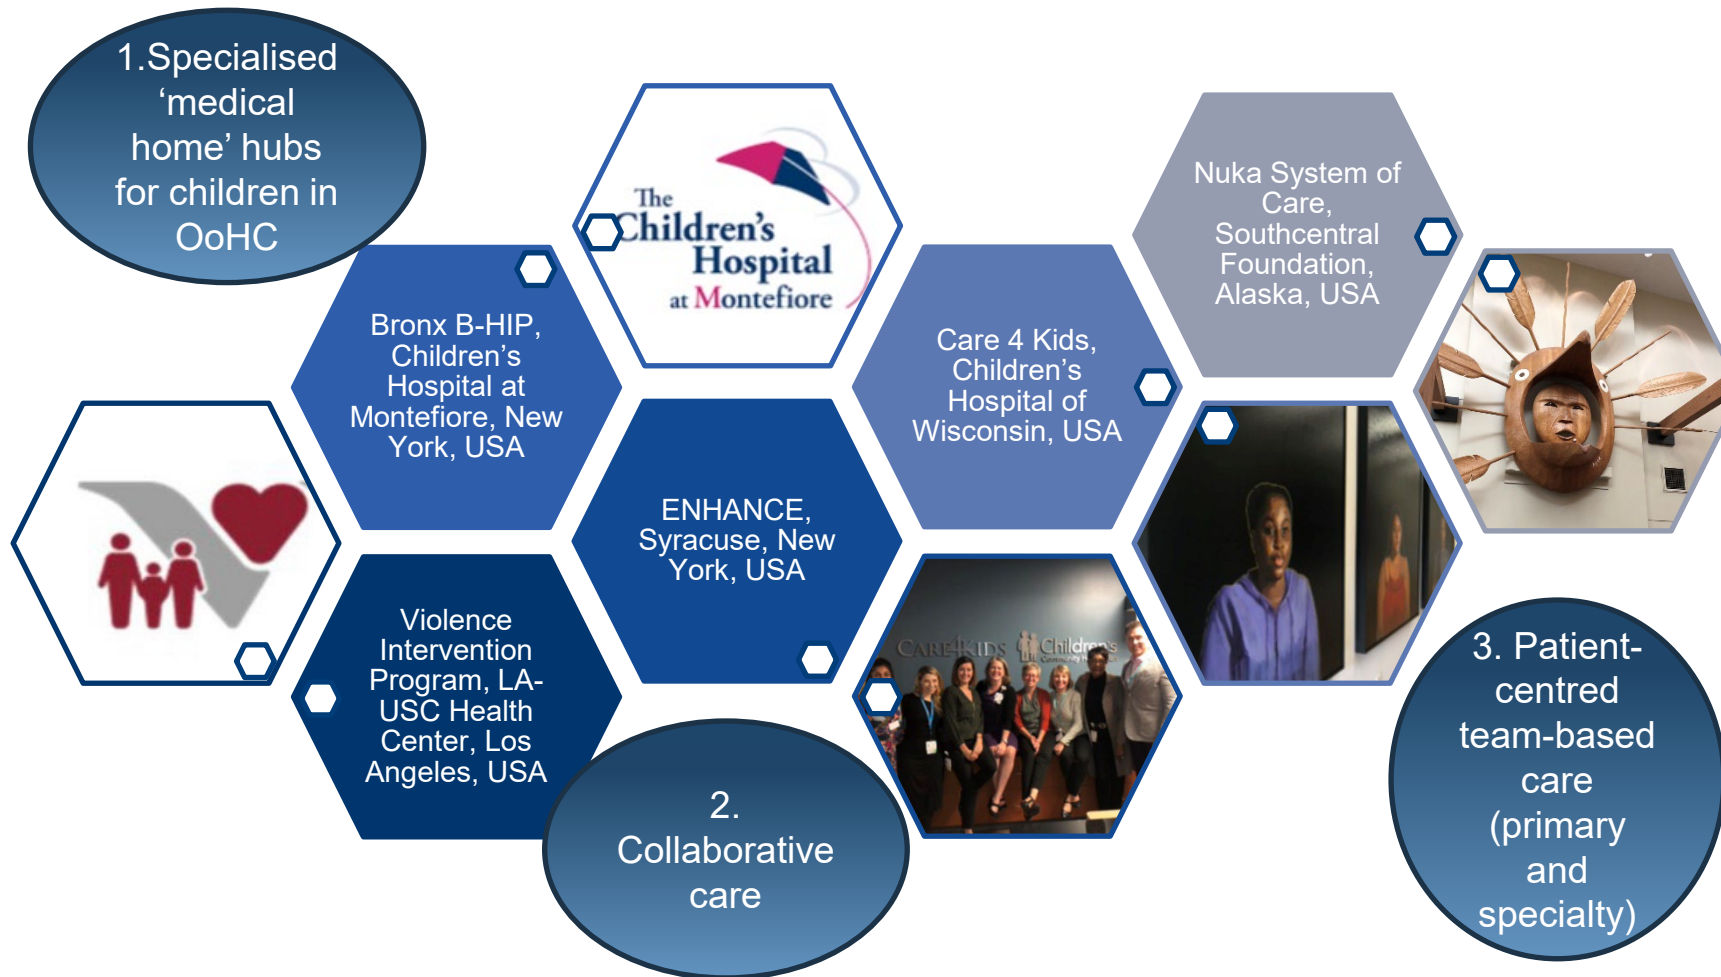 1.Specialised
‘medical
home’ hubs
for children in
OoHC
The
Children’s
Hospital
at Montefiore
Nuka System of
Care,
Southcentral
Foundation,
Alaska, USA
Bronx B-HIP,
Children’s
Hospital at
Montefiore, New
York, USA
Care 4 Kids,
Children’s
Hospital of
Wisconsin, USA
ENHANCE,
Syracuse, New
York, USA
Violence
Intervention
Program, LA-
USC Health
Center, Los
Angeles, USA
CARE4KIDS Children's
2.
Collaborative
care
3. Patient-
centred
team-based
care
(primary
and
specialty)